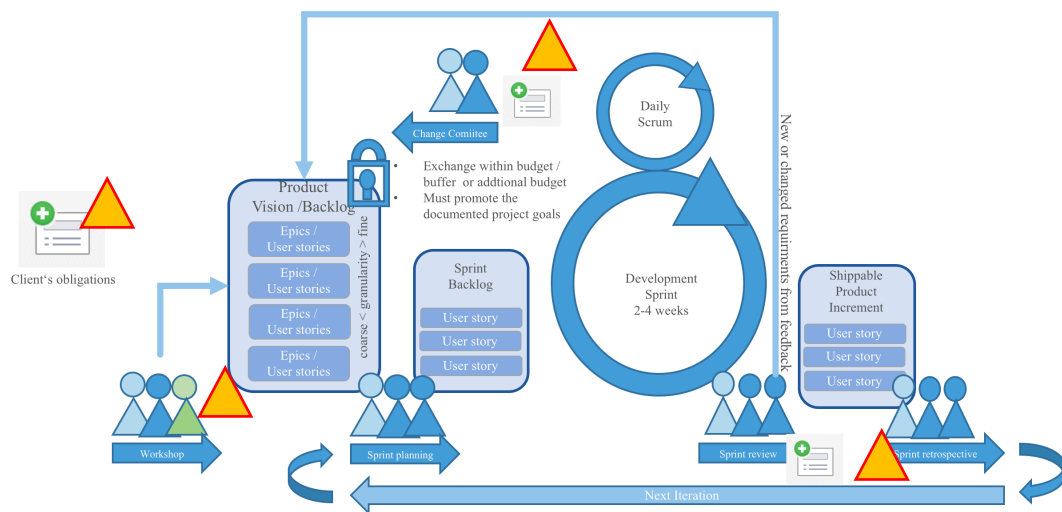 Change Comiitee
Daily
Scrum
• Exchange within budget /
buffer or addtional budget
• Must promote the
documented project goals
New or changed requirments from feedback
Client‘s obligations
Product
Vision /Backlog
Epics /
User stories
Epics /
User stories
Epics /
User stories
Epics /
User stories
coarse < granularity > fine
Sprint
Backlog
User story
User story
User story
Development
Sprint
2-4 weeks
Shippable
Product
Increment
User story
User story
User story
Workshop
Sprint planning
Sprint review
Sprint retrospective
Next Iteration